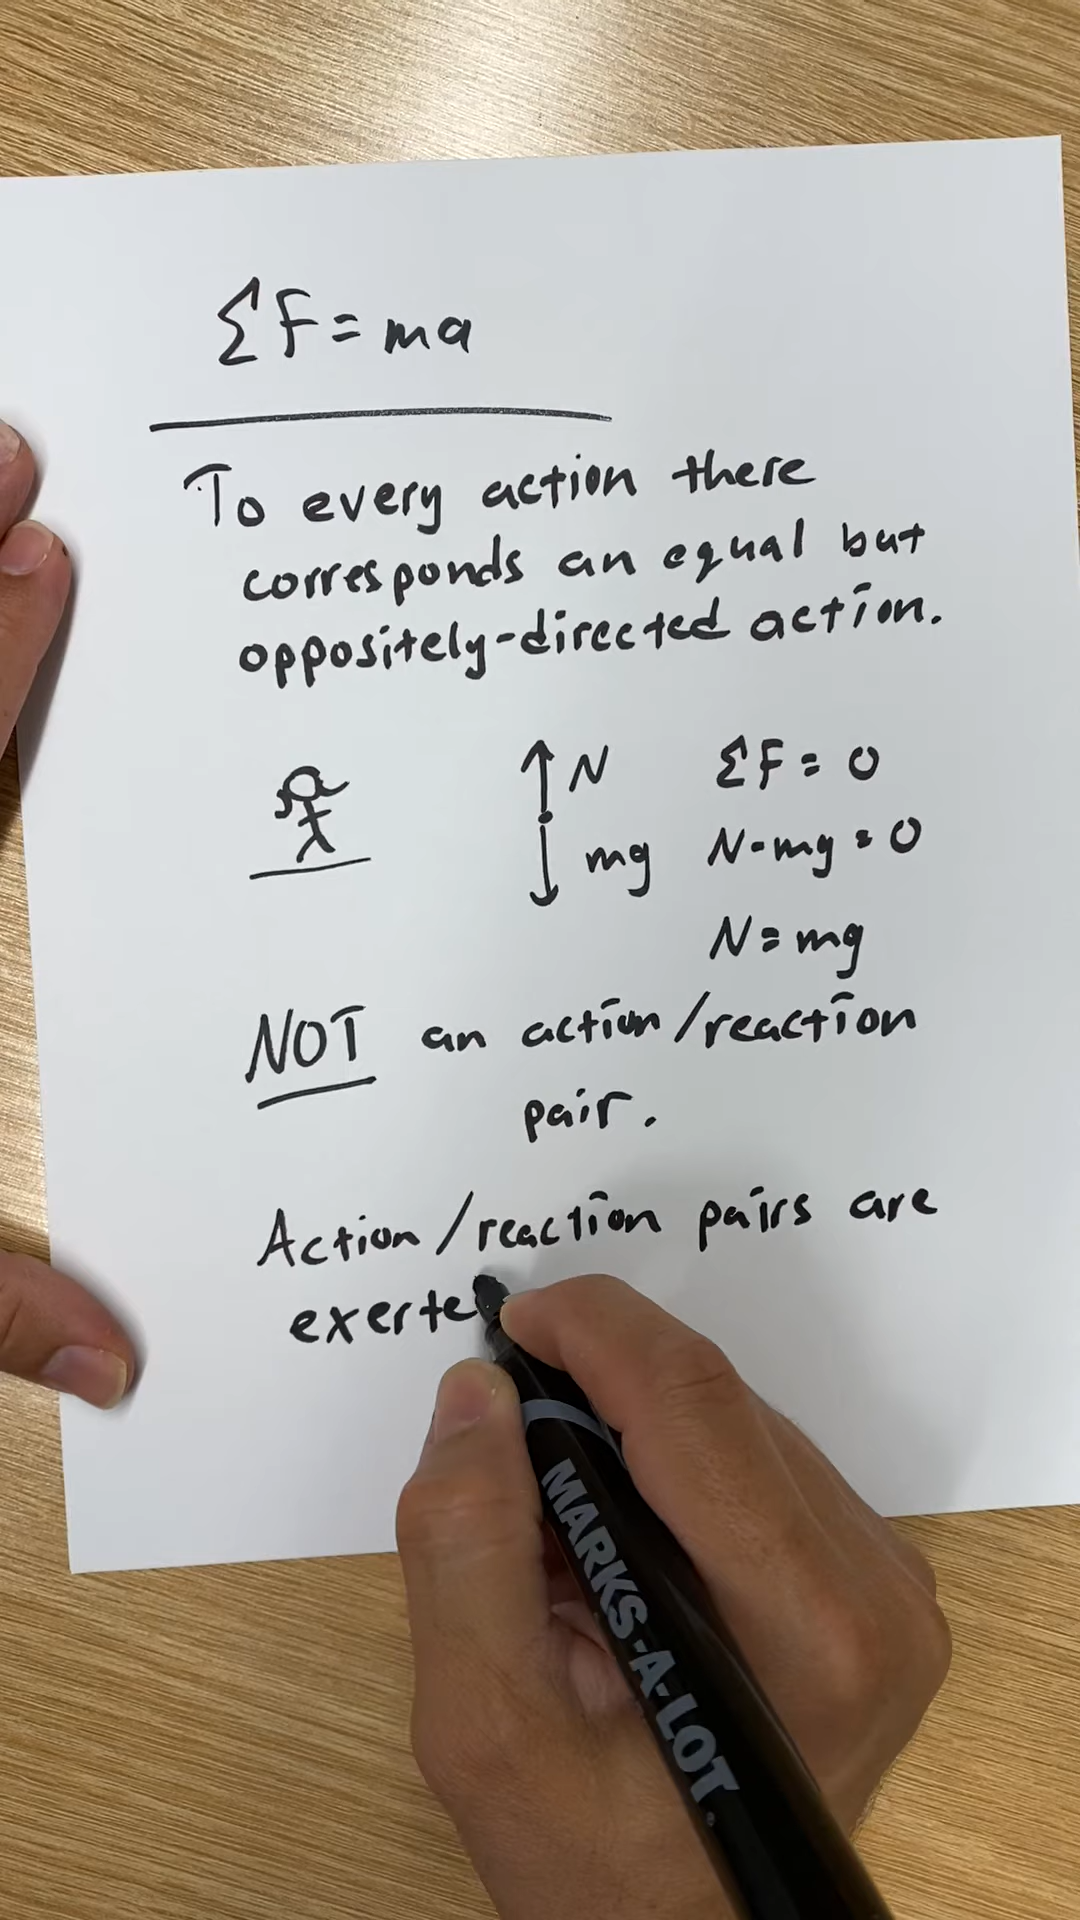 ΣF = ma
To every action there
corresponds an equal but
oppositely-directed action.
N
mg
ΣF = 0
N - mg = 0
N = mg
NOT an action/reaction
pair.
Action/reaction pairs are
exerte
MARKS-A-LOT